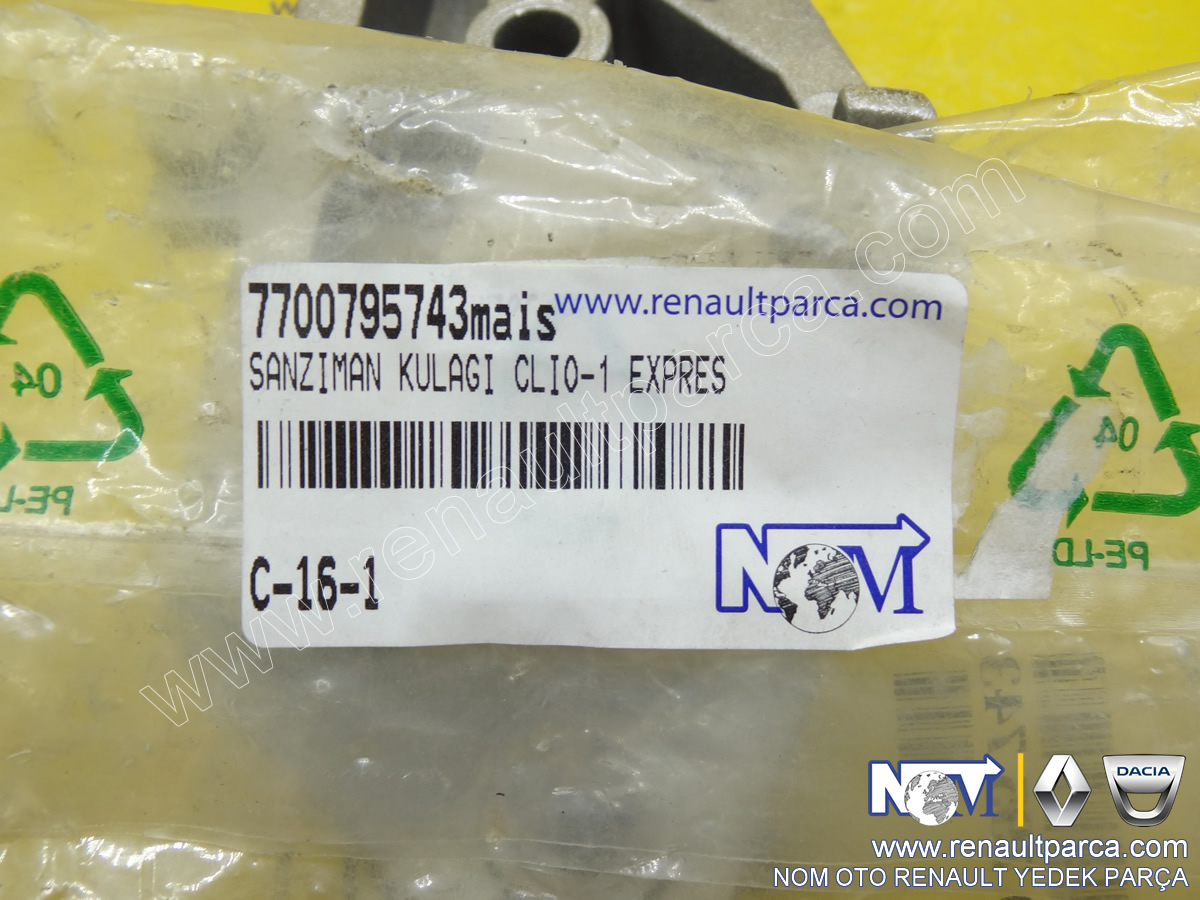 7700795743mais www.renaultparca.com
SANZIMAN KULAGI CLIO-1 EXPRES
C-16-1
NOM
www.renaultparca.com
04
PE-L
04
PE-LD
743
NOM
DACIA
www.renaultparca.com
NOM OTO RENAULT YEDEK PARÇA